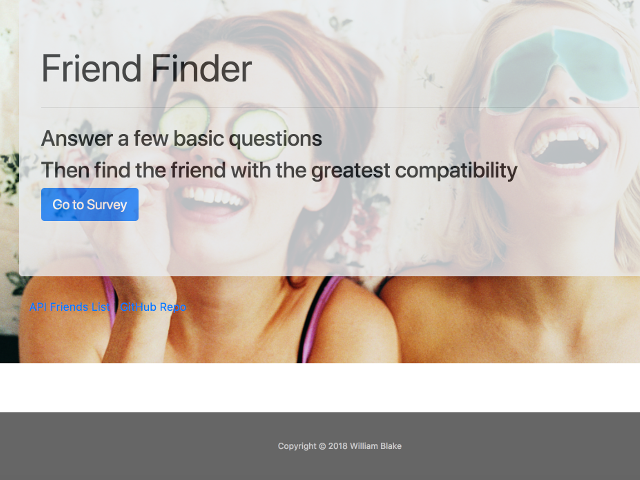 Friend Finder
Answer a few basic questions
Then find the friend with the greatest compatibility
Go to Survey
API Friends List | GitHub Repo
Copyright © 2018 William Blake